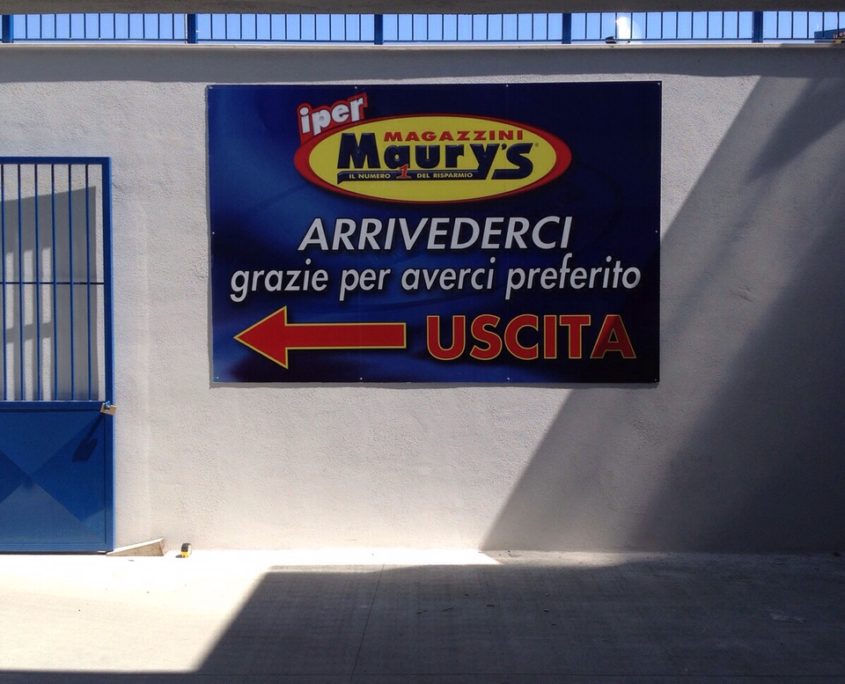 iper
MAGAZZINI
Maury's®
IL NUMERO 1 DEL RISPARMIO
ARRIVEDERCI
grazie per averci preferito
USCITA